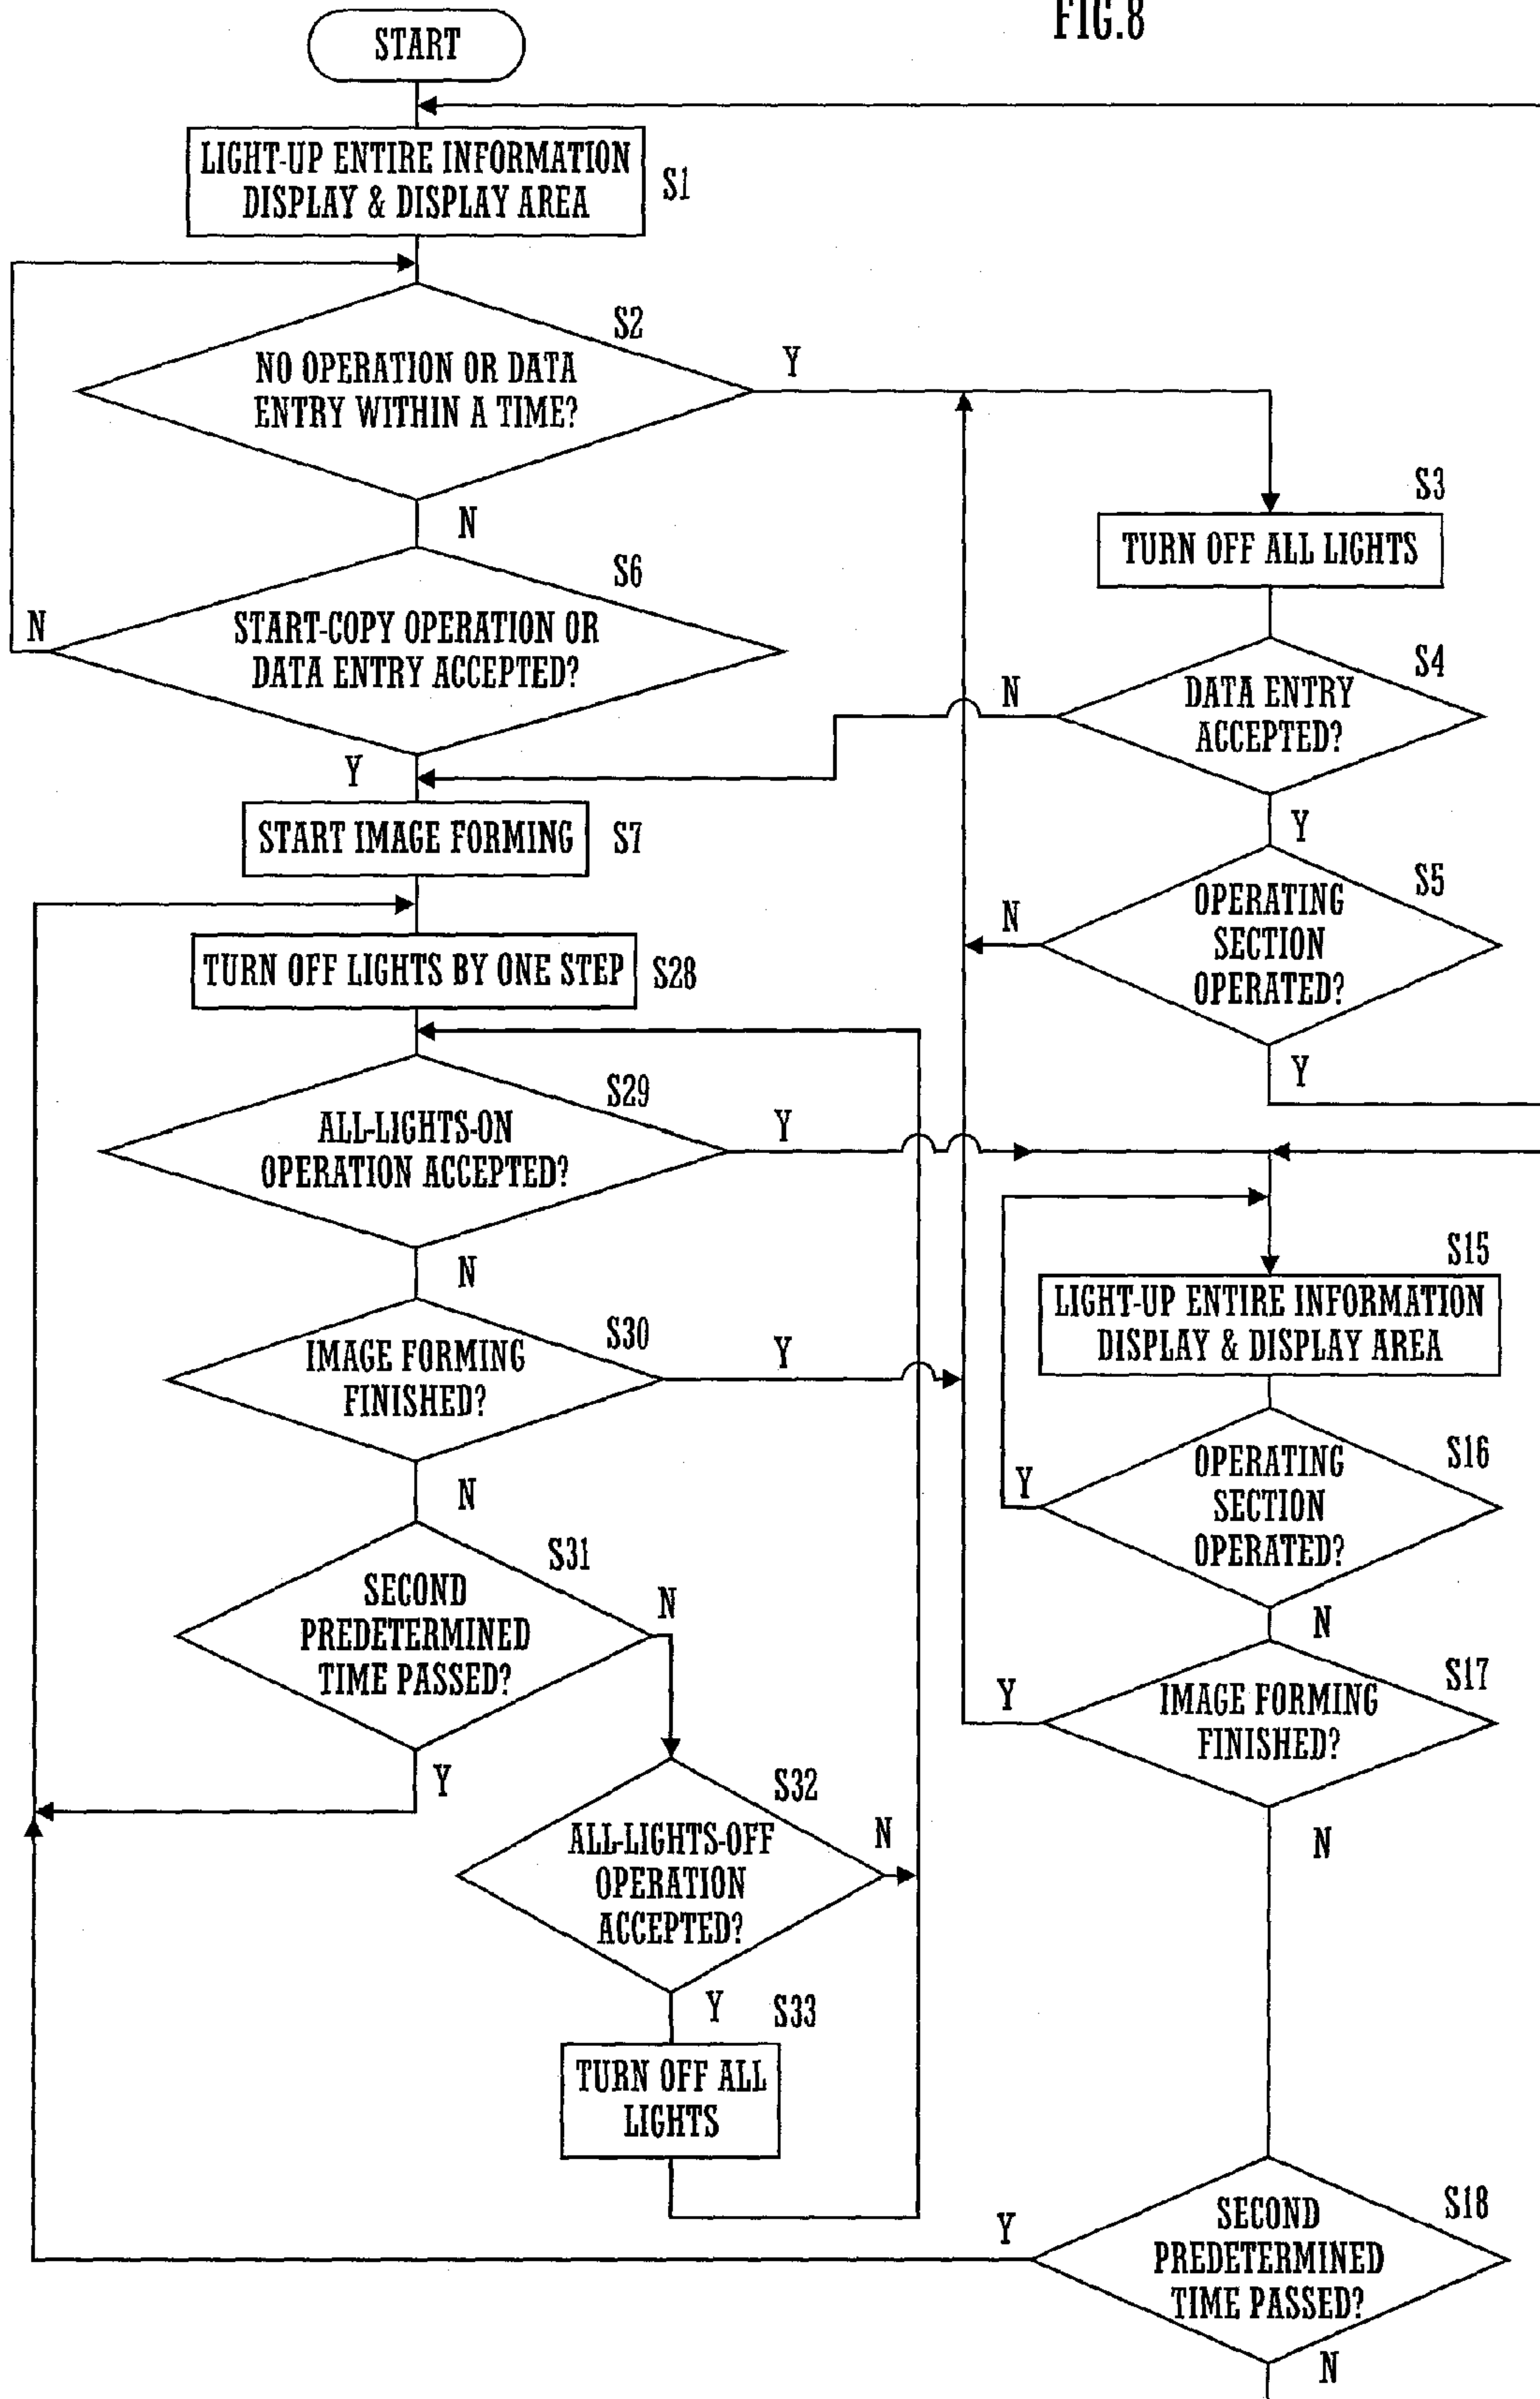 FIG.8
START
LIGHT-UP ENTIRE INFORMATION
DISPLAY & DISPLAY AREA
S1
S2
NO OPERATION OR DATA
ENTRY WITHIN A TIME?
Y
N
S3
TURN OFF ALL LIGHTS
S6
START-COPY OPERATION OR
DATA ENTRY ACCEPTED?
N
Y
S4
DATA ENTRY
ACCEPTED?
N
Y
START IMAGE FORMING
S7
S5
OPERATING
SECTION
OPERATED?
N
Y
TURN OFF LIGHTS BY ONE STEP
S28
S29
ALL-LIGHTS-ON
OPERATION ACCEPTED?
Y
N
S15
LIGHT-UP ENTIRE INFORMATION
DISPLAY & DISPLAY AREA
S30
IMAGE FORMING
FINISHED?
Y
N
S16
OPERATING
SECTION
OPERATED?
Y
N
S31
SECOND
PREDETERMINED
TIME PASSED?
N
Y
S17
IMAGE FORMING
FINISHED?
Y
N
S32
ALL-LIGHTS-OFF
OPERATION
ACCEPTED?
N
Y
S33
TURN OFF ALL
LIGHTS
S18
SECOND
PREDETERMINED
TIME PASSED?
Y
N